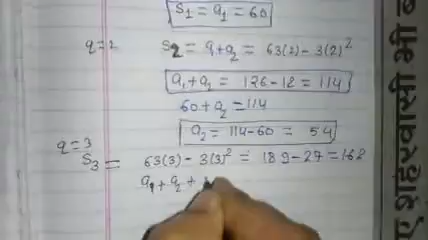 S1 = a1 = 60
q=2 S2 = a1+a2 = 63(2) - 3(2)²
a1+a2 = 126-12 = 114
60+a2 = 114
a2 = 114-60 = 54
q=3
S3 = 63(3) - 3(3)² = 189-27 = 162
a1+a2+
ए शहरवासी भी